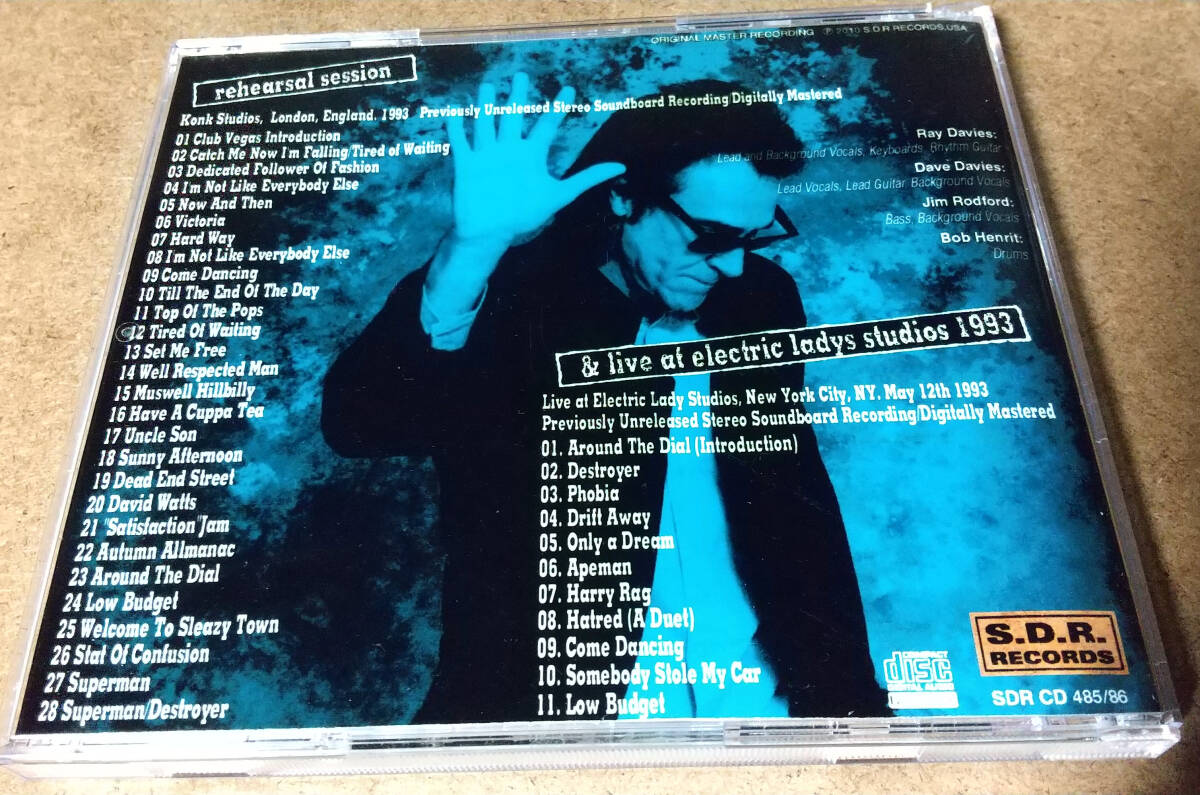 ORIGINAL MASTER RECORDING ℗ 2010 S.D.R RECORDS.USA
rehearsal session
Konk Studios, London, England. 1993 Previously Unreleased Stereo Soundboard Recording/Digitally Mastered
01 Club Vegas Introduction
02 Catch Me Now I'm Falling/Tired of Waiting
03 Dedicated Follower Of Fashion
04 I'm Not Like Everybody Else
05 Now And Then
06 Victoria
07 Hard Way
08 I'm Not Like Everybody Else
09 Come Dancing
10 Till The End Of The Day
11 Top Of The Pops
12 Tired Of Waiting
13 Set Me Free
14 Well Respected Man
15 Muswell Hillbilly
16 Have A Cuppa Tea
17 Uncle Son
18 Sunny Afternoon
19 Dead End Street
20 David Watts
21 "Satisfaction"Jam
22 Autumn Allmanac
23 Around The Dial
24 Low Budget
25 Welcome To Sleazy Town
26 Stat Of Confusion
27 Superman
28 Superman/Destroyer
Ray Davies:
Lead and Background Vocals, Keyboards, Rhythm Guitar
Dave Davies:
Lead Vocals, Lead Guitar, Background Vocals
Jim Rodford:
Bass, Background Vocals
Bob Henrit:
Drums
& live at electric ladys studios 1993
Live at Electric Lady Studios, New York City, NY. May 12th 1993
Previously Unreleased Stereo Soundboard Recording/Digitally Mastered
01. Around The Dial (Introduction)
02. Destroyer
03. Phobia
04. Drift Away
05. Only a Dream
06. Apeman
07. Harry Rag
08. Hatred (A Duet)
09. Come Dancing
10. Somebody Stole My Car
11. Low Budget
COMPACT
disc
DIGITAL AUDIO
S.D.R.
RECORDS
SDR CD 485/86